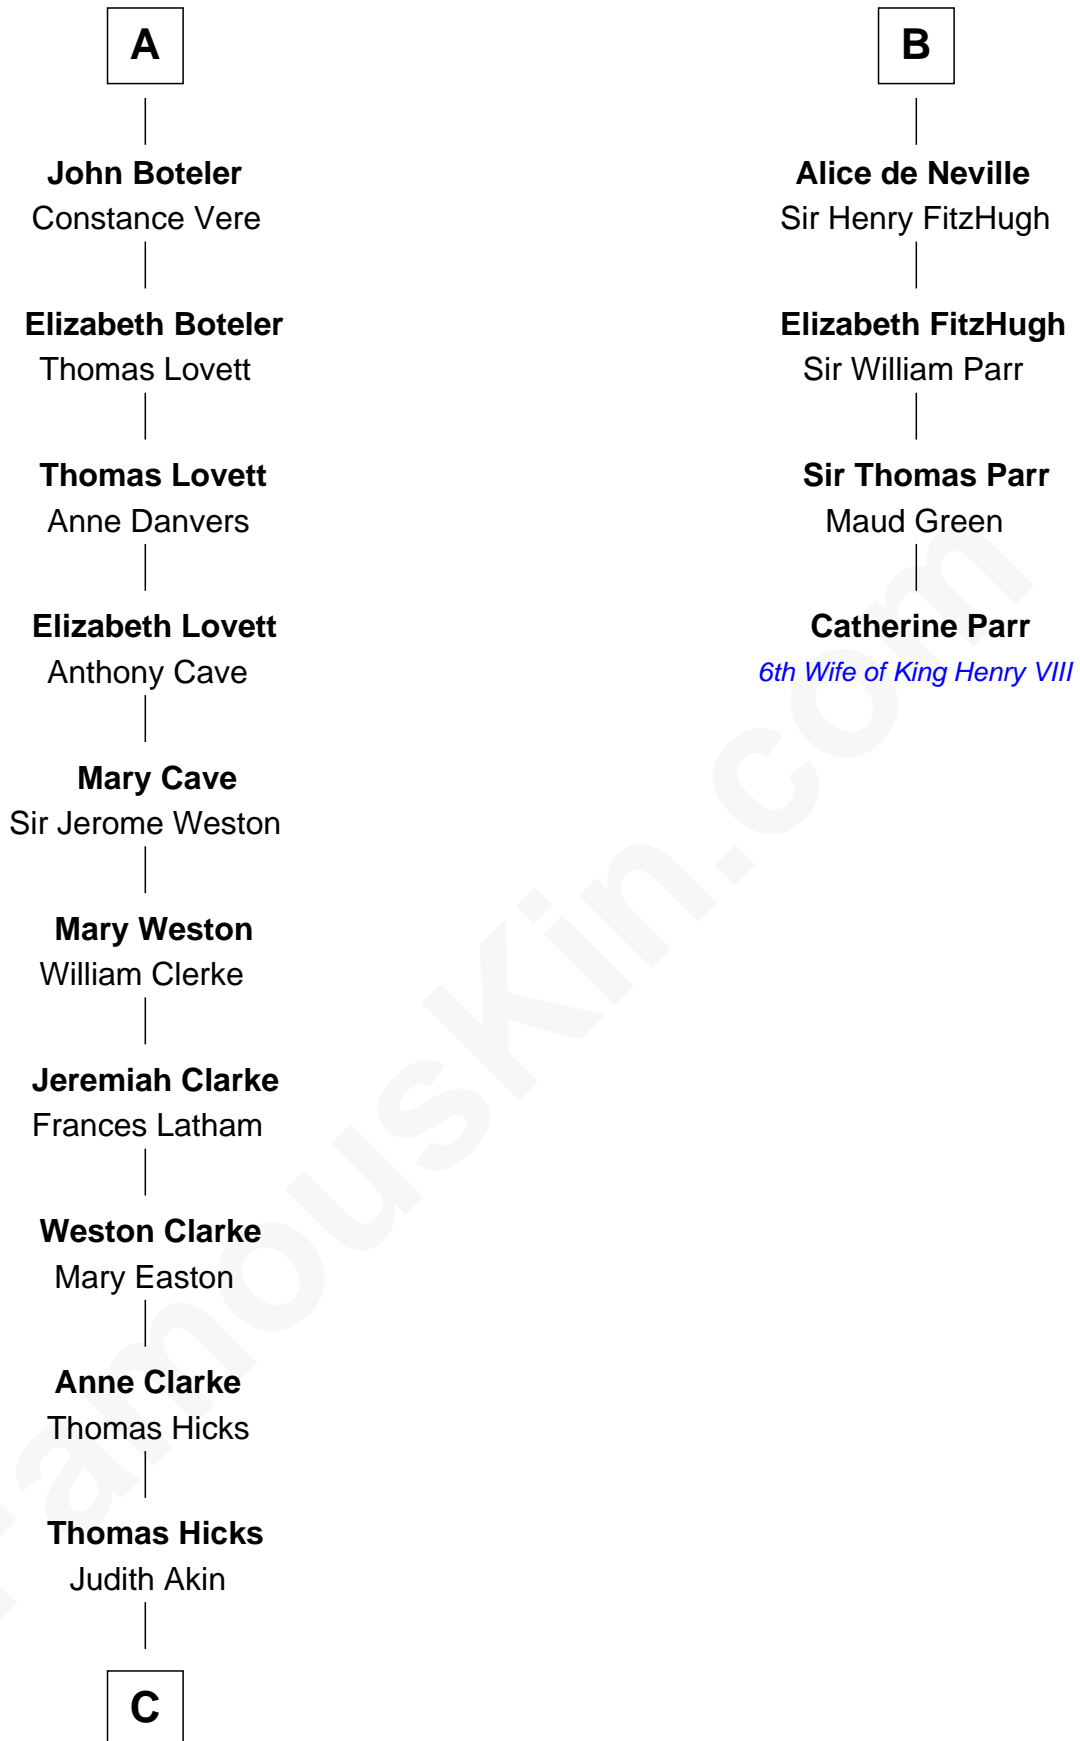 A
John Boteler
Constance Vere
Elizabeth Boteler
Thomas Lovett
Thomas Lovett
Anne Danvers
Elizabeth Lovett
Anthony Cave
Mary Cave
Sir Jerome Weston
Mary Weston
William Clerke
Jeremiah Clarke
Frances Latham
Weston Clarke
Mary Easton
Anne Clarke
Thomas Hicks
Thomas Hicks
Judith Akin
C
B
Alice de Neville
Sir Henry FitzHugh
Elizabeth FitzHugh
Sir William Parr
Sir Thomas Parr
Maud Green
Catherine Parr
6th Wife of King Henry VIII
FamousKin.com